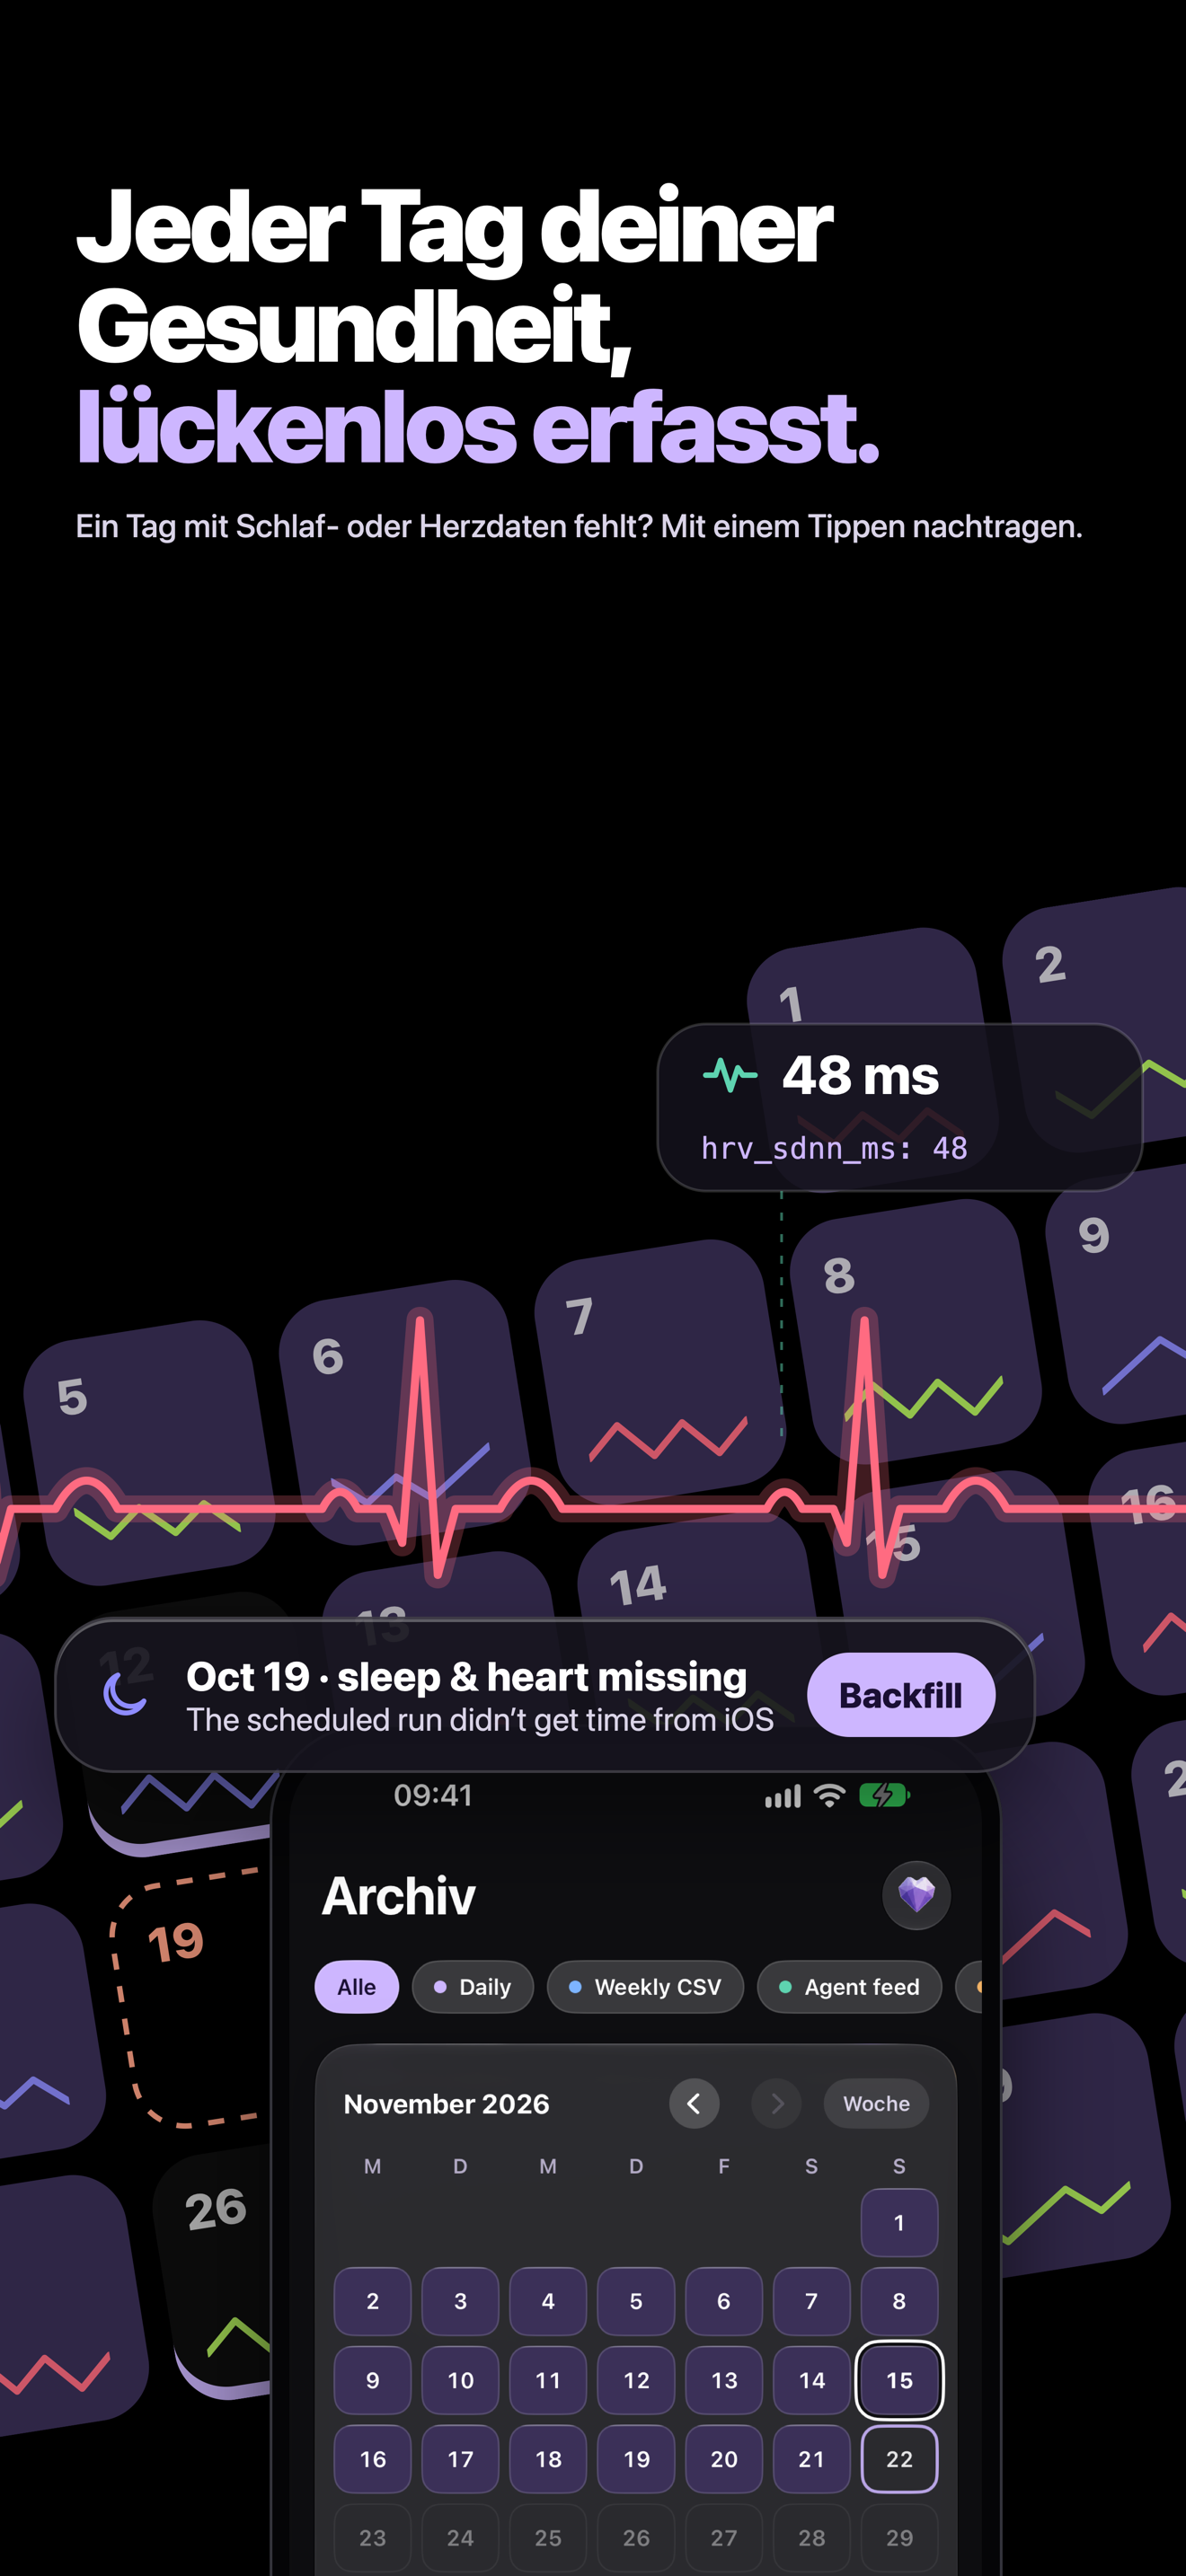 Jeder Tag deiner
Gesundheit,
lückenlos erfasst.
Ein Tag mit Schlaf- oder Herzdaten fehlt? Mit einem Tippen nachtragen.
1
2
48 ms
hrv_sdnn_ms: 48
5
6
7
8
9
12
13
14
15
16
Oct 19 · sleep & heart missing
The scheduled run didn’t get time from iOS
Backfill
09:41
Archiv
19
Alle
Daily
Weekly CSV
Agent feed
November 2026
Woche
M D M D F S S
26
1
2 3 4 5 6 7 8
9 10 11 12 13 14 15
16 17 18 19 20 21 22
23 24 25 26 27 28 29